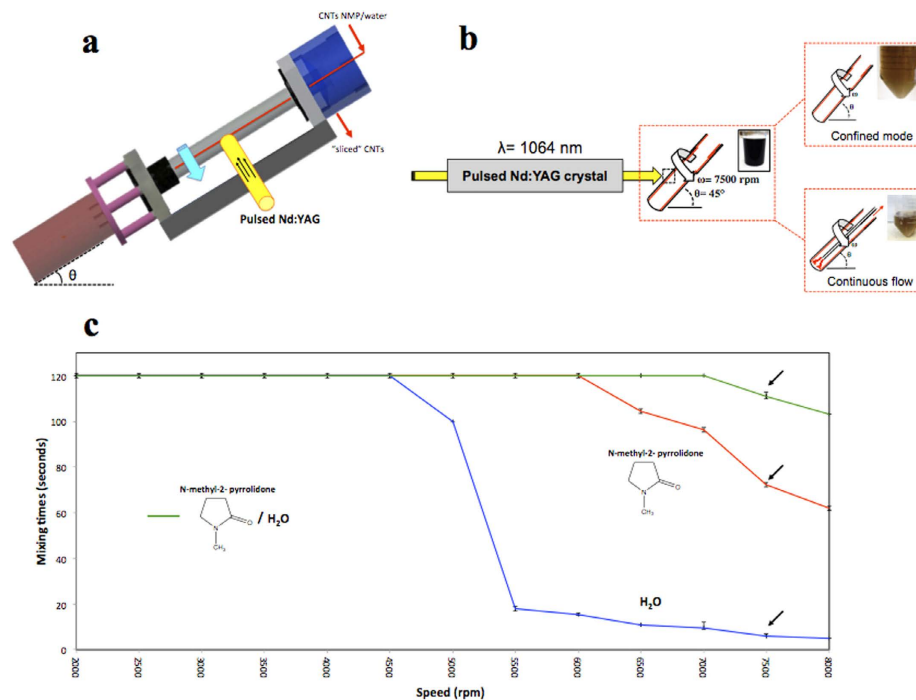 a
CNTs NMP/water
"sliced" CNTs
Pulsed Nd:YAG
θ
b
λ= 1064 nm
Pulsed Nd:YAG crystal
ω= 7500 rpm
θ= 45°
ω
θ
Confined mode
ω
θ
Continuous flow
c
Mixing times (seconds)
120
100
80
60
40
20
0
N-methyl-2- pyrrolidone
N
O
CH₃
/ H₂O
N-methyl-2- pyrrolidone
N
O
CH₃
H₂O
2000
2500
3000
3500
4000
4500
5000
5500
6000
6500
7000
7500
8000
Speed (rpm)